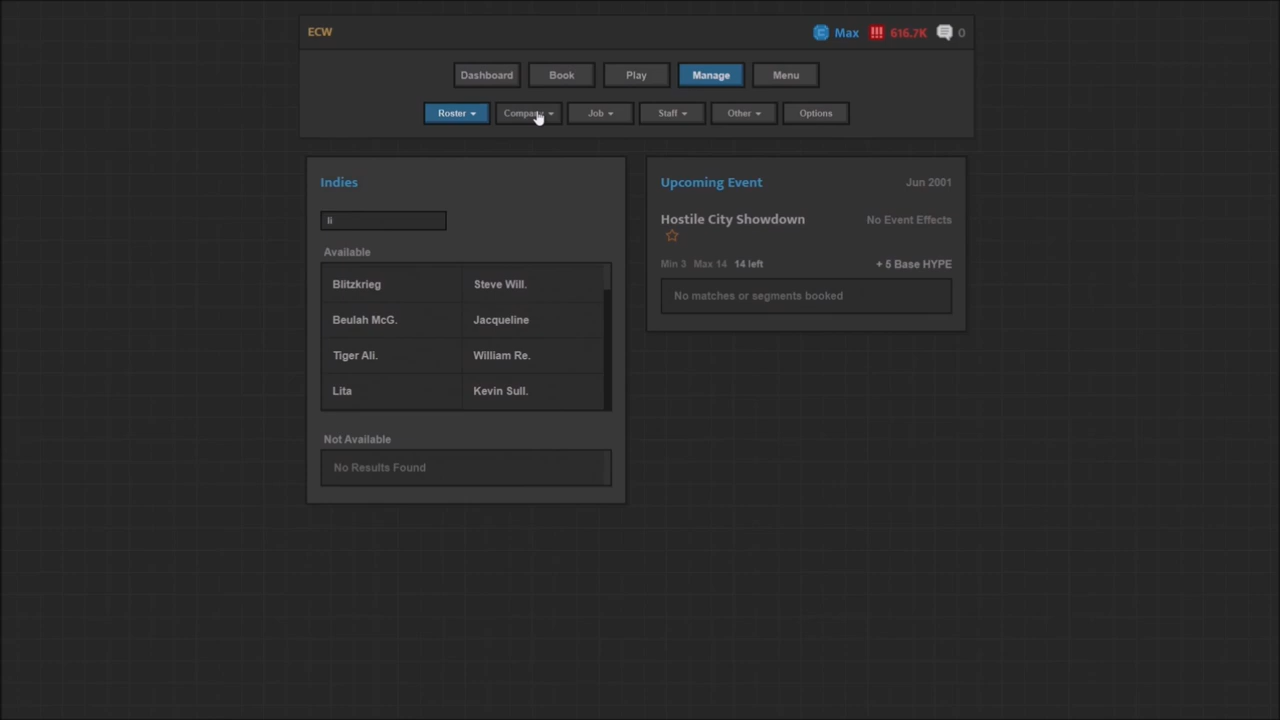 ECW
Max 616.7K 0
Dashboard Book Play Manage Menu
Roster Company Job Staff Other Options
Indies
li
Available
Blitzkrieg Steve Will.
Beulah McG. Jacqueline
Tiger Ali. William Re.
Lita Kevin Sull.
Not Available
No Results Found
Upcoming Event Jun 2001
Hostile City Showdown No Event Effects
Min 3 Max 14 14 left + 5 Base HYPE
No matches or segments booked